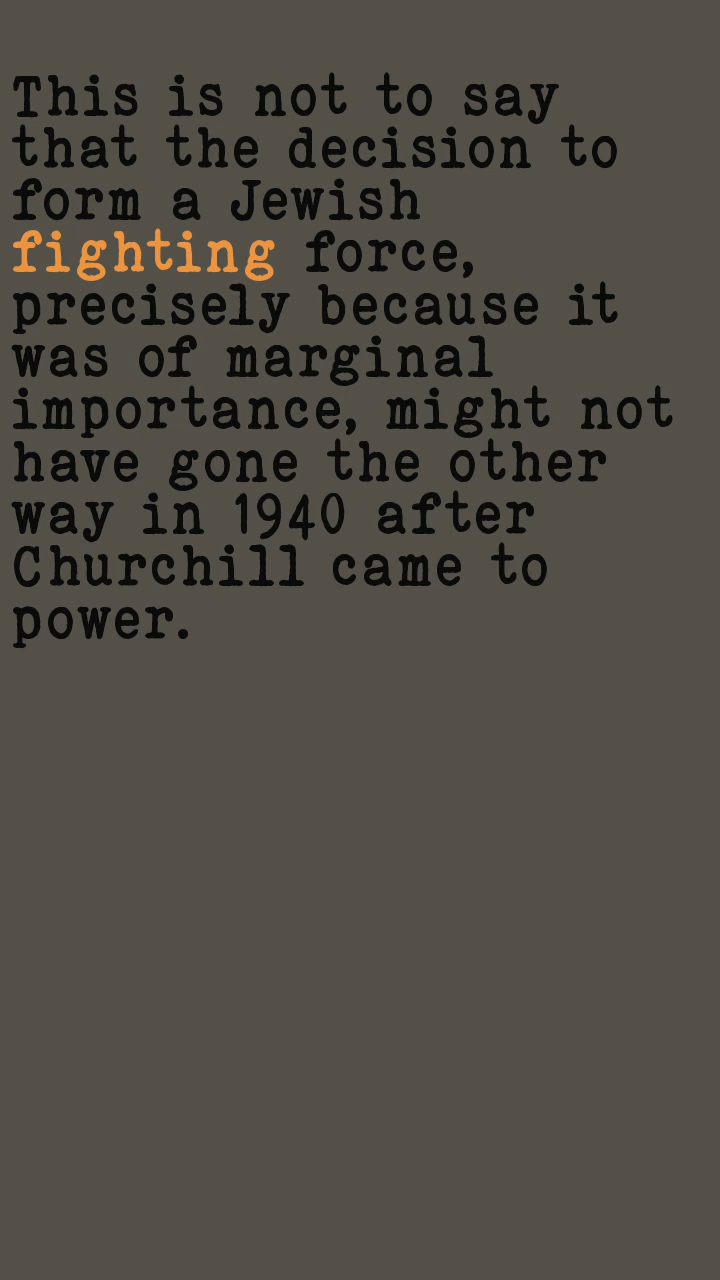 This is not to say
that the decision to
form a Jewish
fighting force,
precisely because it
was of marginal
importance, might not
have gone the other
way in 1940 after
Churchill came to
power.